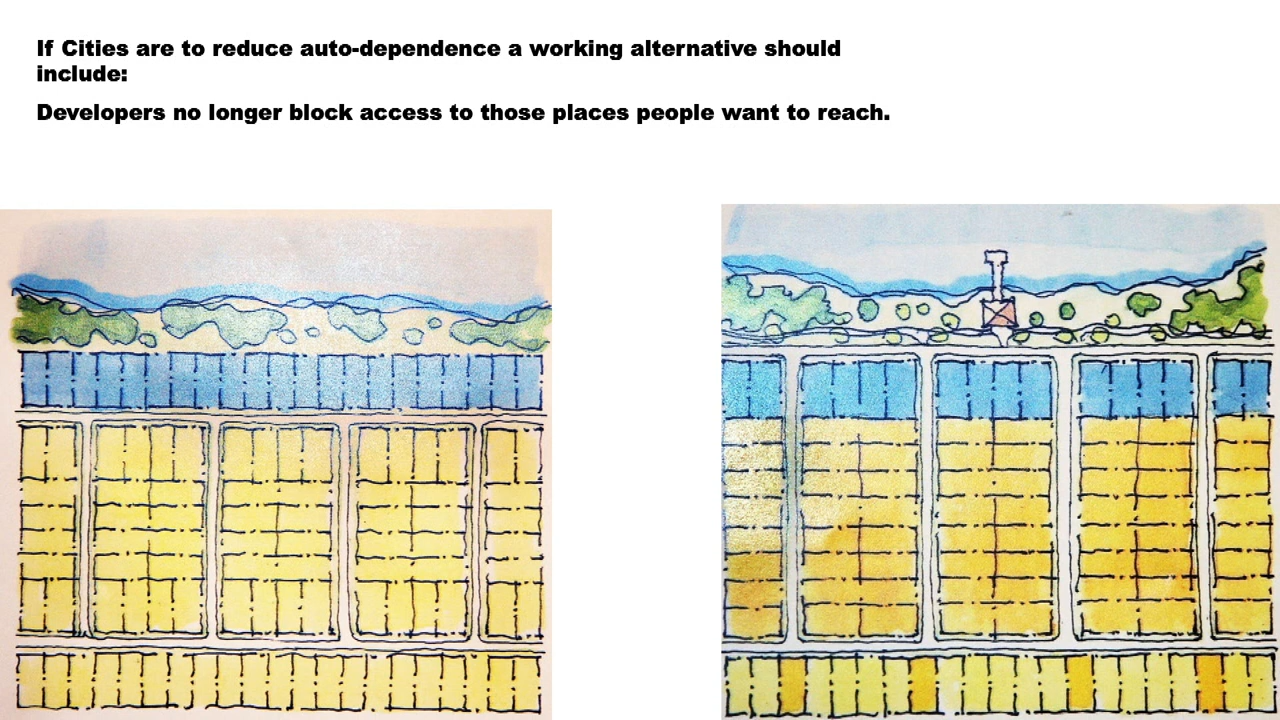 If Cities are to reduce auto-dependence a working alternative should
include:
Developers no longer block access to those places people want to reach.